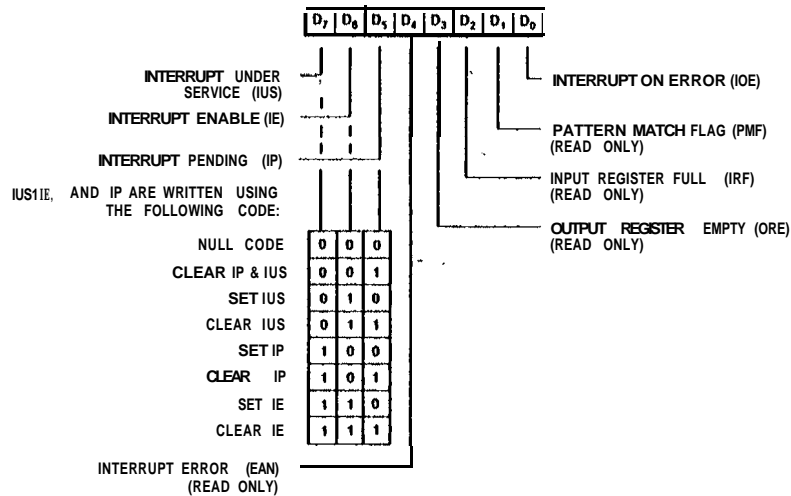 D7 D6 D5 D4 D3 D2 D1 D0
INTERRUPT UNDER
SERVICE (IUS)
INTERRUPT ENABLE (IE)
INTERRUPT PENDING (IP)
IUS1 IE, AND IP ARE WRITTEN USING
THE FOLLOWING CODE:
NULL CODE 0 0 0
CLEAR IP & IUS 0 0 1
SET IUS 0 1 0
CLEAR IUS 0 1 1
SET IP 1 0 0
CLEAR IP 1 0 1
SET IE 1 1 0
CLEAR IE 1 1 1
INTERRUPT ERROR (EAN)
(READ ONLY)
INTERRUPT ON ERROR (IOE)
PATTERN MATCH FLAG (PMF)
(READ ONLY)
INPUT REGISTER FULL (IRF)
(READ ONLY)
OUTPUT REGISTER EMPTY (ORE)
(READ ONLY)